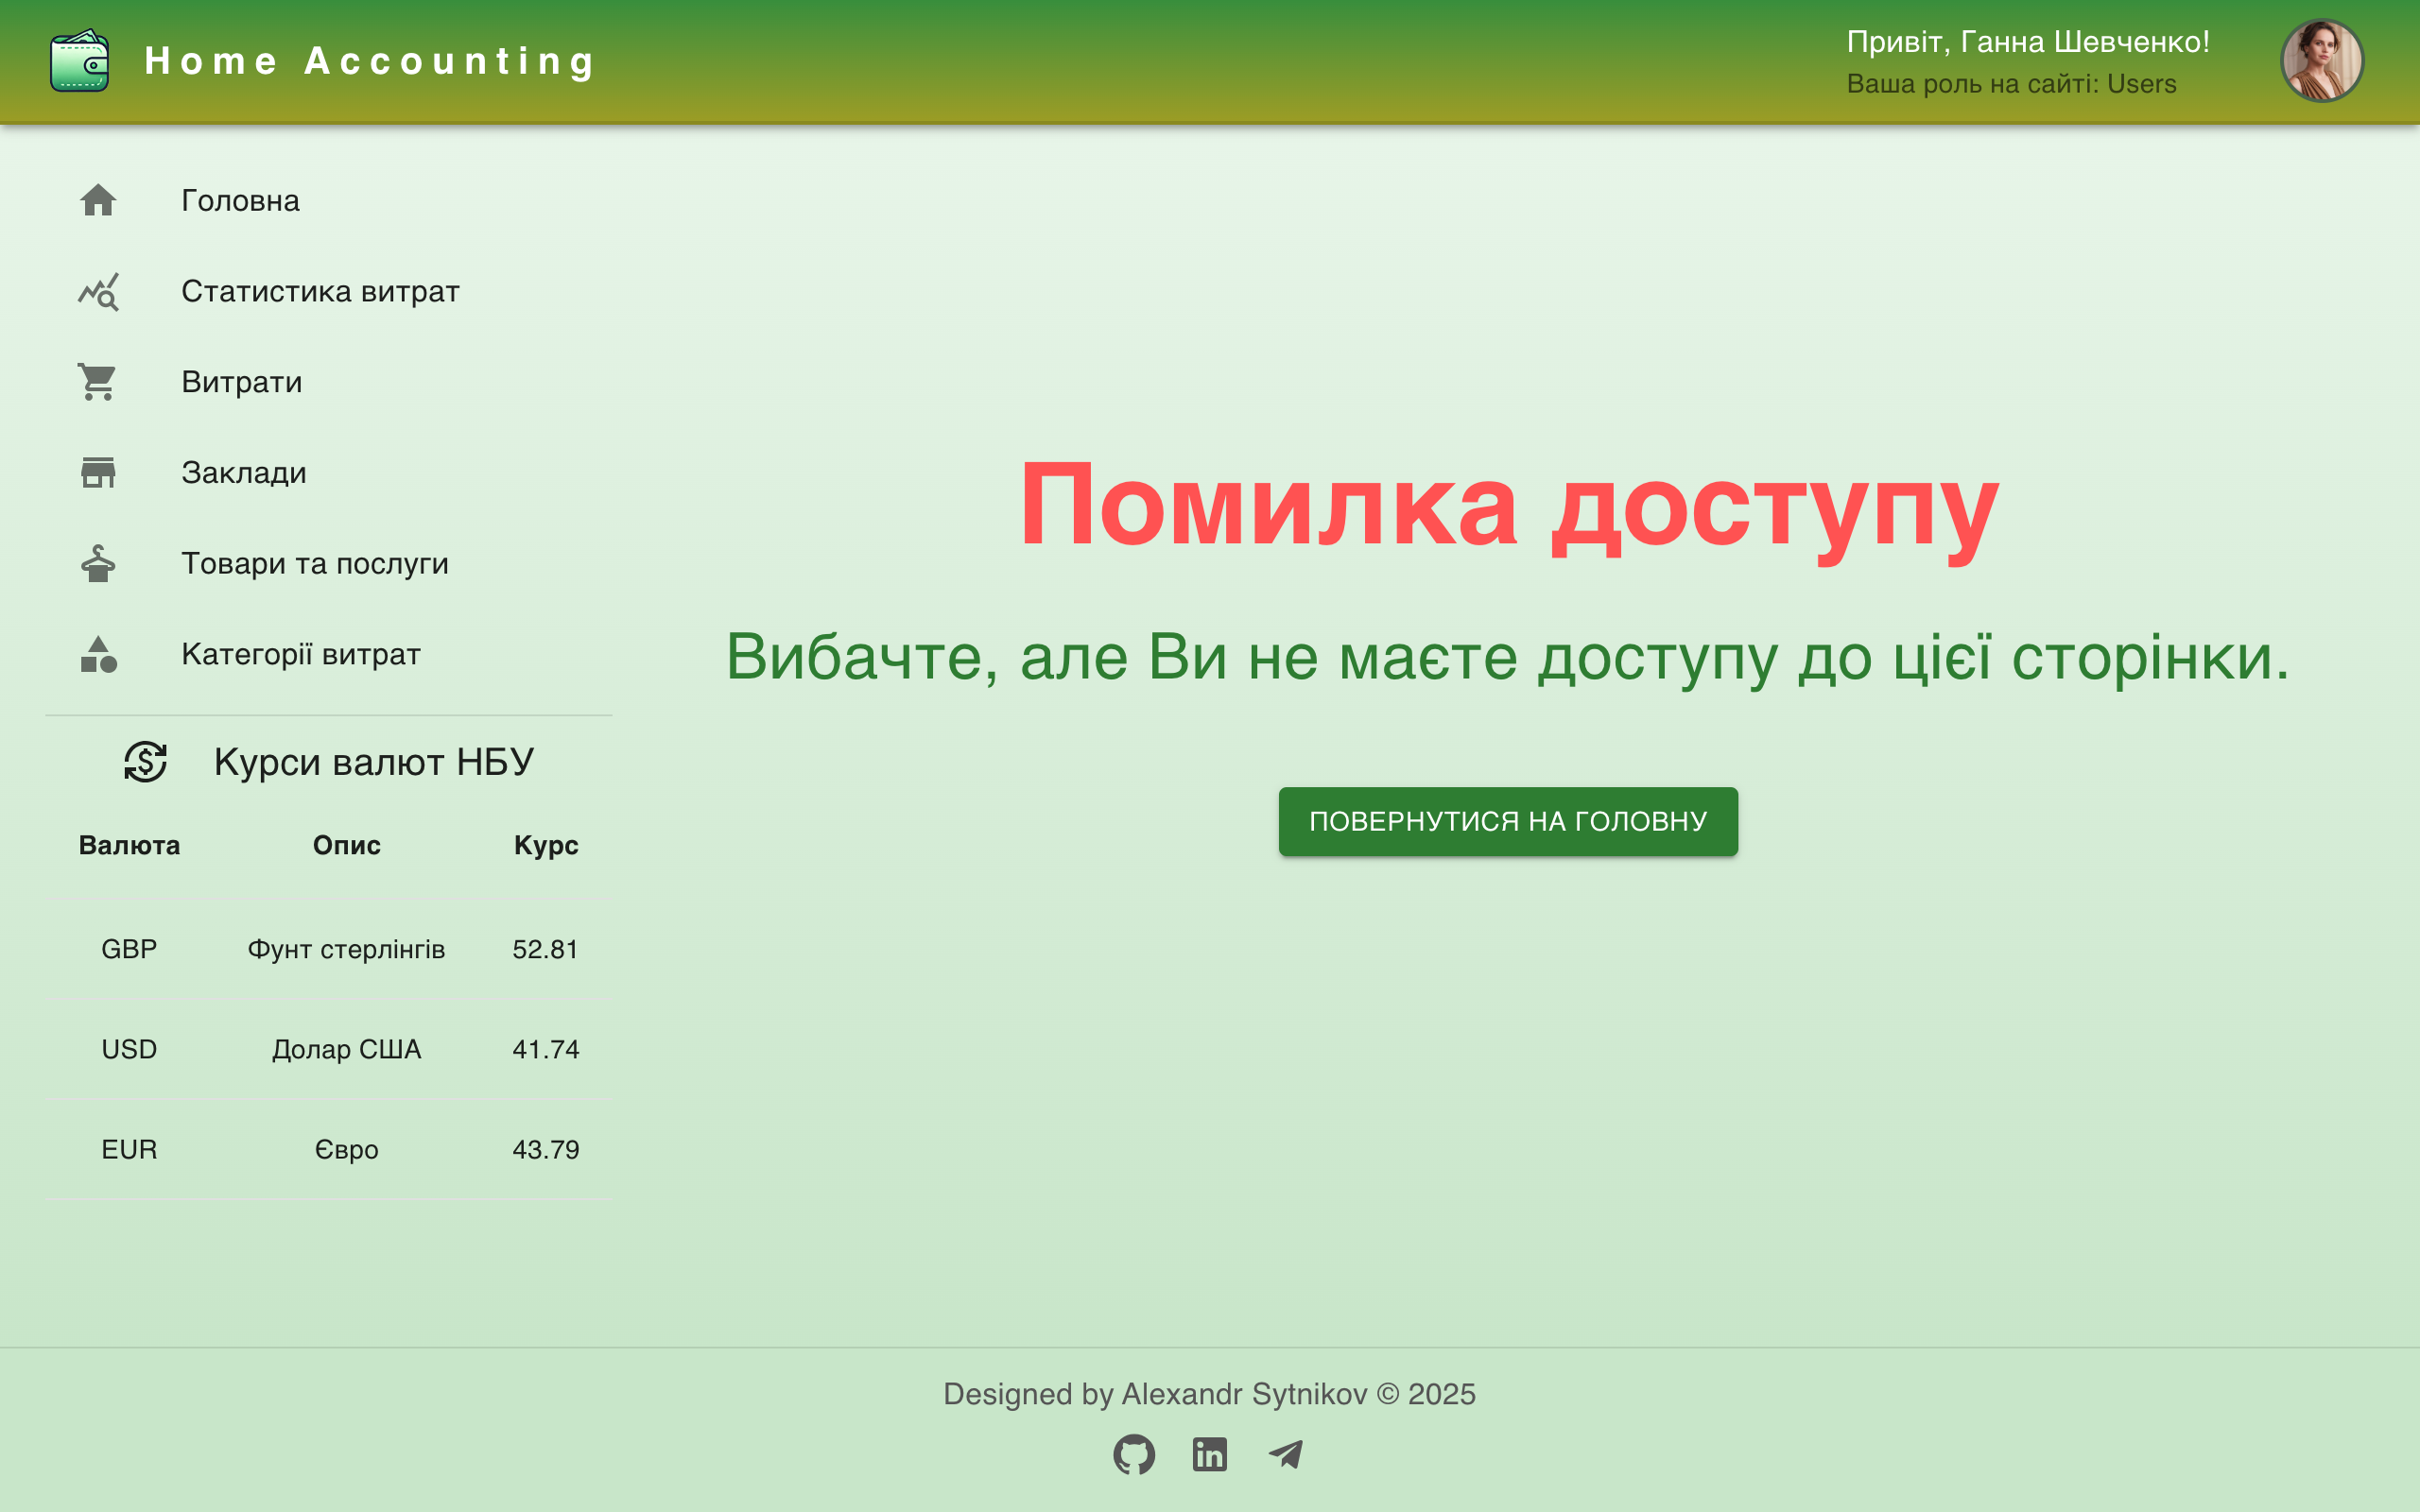 Home Accounting
Привіт, Ганна Шевченко!
Ваша роль на сайті: Users
Головна
Статистика витрат
Витрати
Заклади
Товари та послуги
Категорії витрат
Курси валют НБУ
Валюта Опис Курс
GBP Фунт стерлінгів 52.81
USD Долар США 41.74
EUR Євро 43.79
Помилка доступу
Вибачте, але Ви не маєте доступу до цієї сторінки.
ПОВЕРНУТИСЯ НА ГОЛОВНУ
Designed by Alexandr Sytnikov © 2025